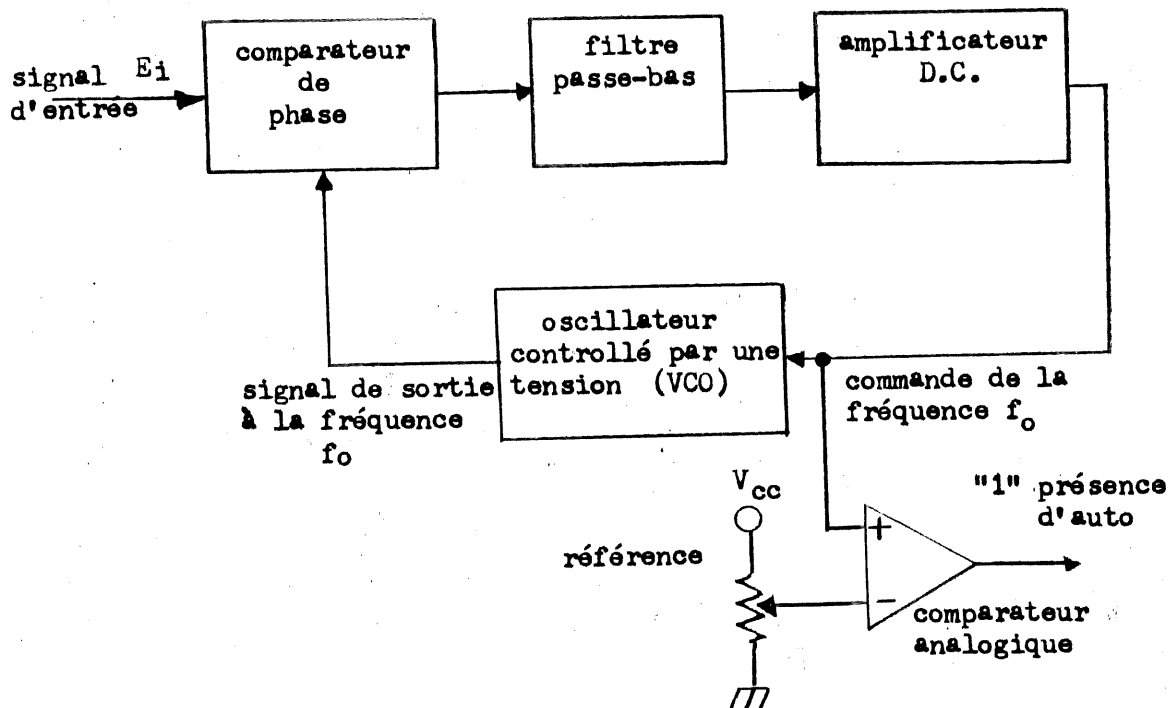 signal Ei
d'entrée
comparateur
de
phase
filtre
passe-bas
amplificateur
D.C.
oscillateur
controllé par une
tension (VCO)
signal de sortie
à la fréquence
fo
commande de la
fréquence fo
Vcc
référence
+
-
"1" présence
d'auto
comparateur
analogique